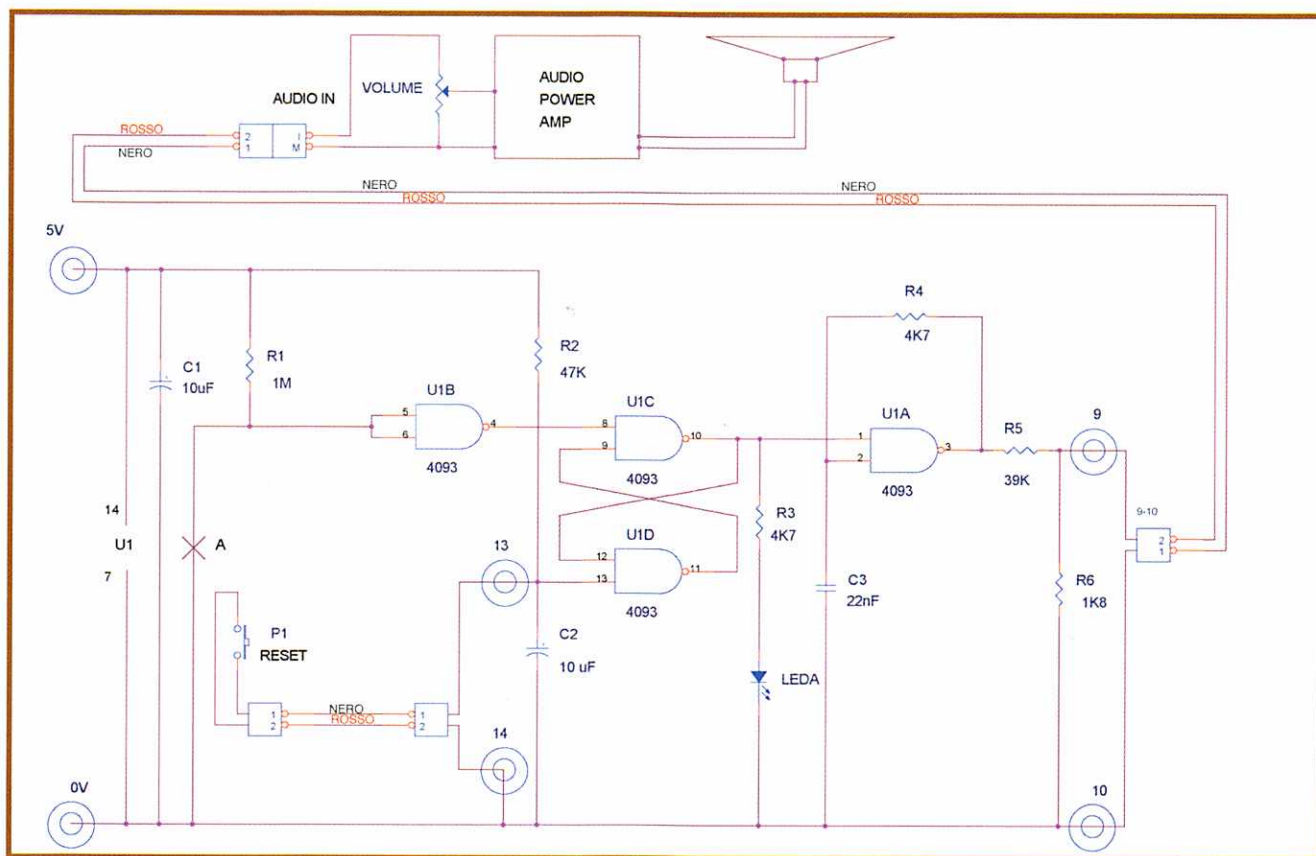 AUDIO IN
VOLUME
AUDIO
POWER
AMP
ROSSO
NERO
2
1
I
M
NERO
ROSSO
NERO
ROSSO
5V
C1
10uF
R1
1M
R2
47K
R4
4K7
U1B
5
6
4
4093
U1C
8
9
10
4093
U1A
1
2
3
4093
R5
39K
9
9-10
2
1
14
U1
7
A
13
U1D
12
13
11
4093
R3
4K7
C3
22nF
R6
1K8
P1
RESET
C2
10 uF
LEDA
1
2
NERO
ROSSO
1
2
14
0V
10